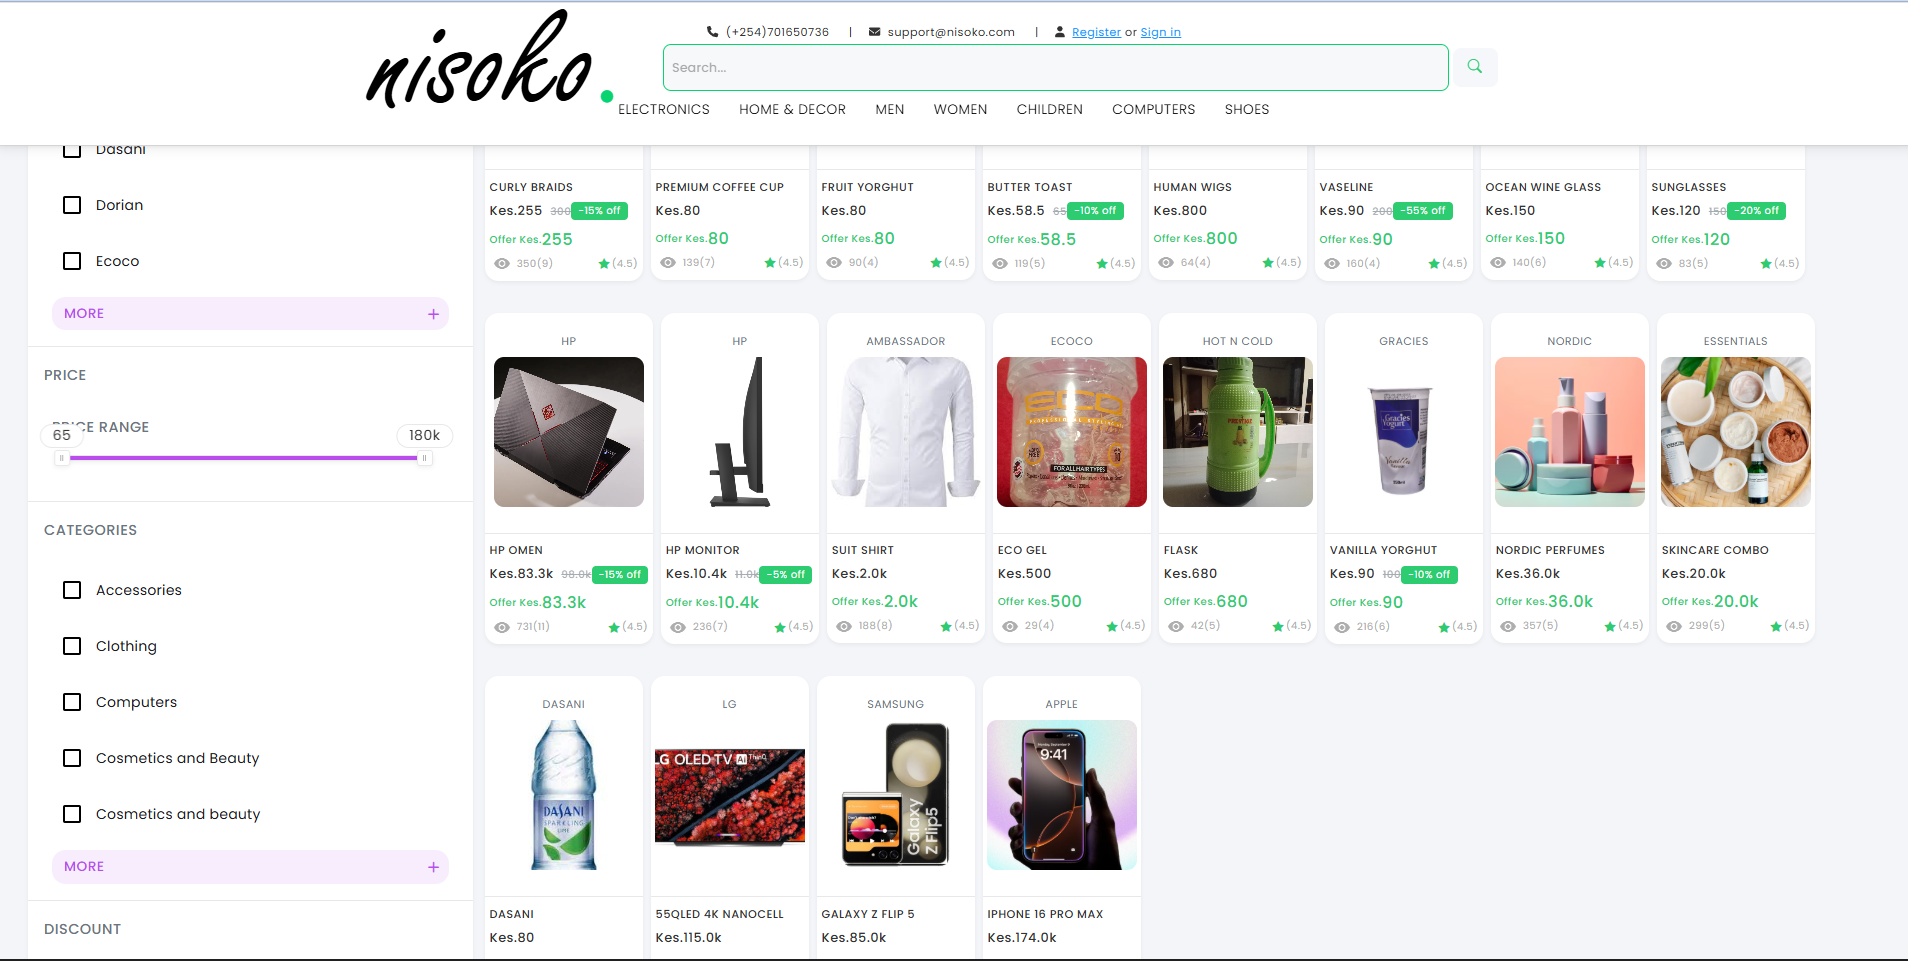 nisoko.
(+254)701650736 | support@nisoko.com | Register or Sign in
Search...
ELECTRONICS HOME & DECOR MEN WOMEN CHILDREN COMPUTERS SHOES
Dasani
Dorian
Ecoco
MORE +
PRICE
PRICE RANGE
65 180k
CATEGORIES
Accessories
Clothing
Computers
Cosmetics and Beauty
Cosmetics and beauty
MORE +
DISCOUNT
CURLY BRAIDS
Kes.255 300 -15% off
Offer Kes.255
350(9) (4.5)
PREMIUM COFFEE CUP
Kes.80
Offer Kes.80
139(7) (4.5)
FRUIT YORGHUT
Kes.80
Offer Kes.80
90(4) (4.5)
BUTTER TOAST
Kes.58.5 65 -10% off
Offer Kes.58.5
119(5) (4.5)
HUMAN WIGS
Kes.800
Offer Kes.800
64(4) (4.5)
VASELINE
Kes.90 200 -55% off
Offer Kes.90
160(4) (4.5)
OCEAN WINE GLASS
Kes.150
Offer Kes.150
140(6) (4.5)
SUNGLASSES
Kes.120 150 -20% off
Offer Kes.120
83(5) (4.5)
HP
HP OMEN
Kes.83.3k 98.0k -15% off
Offer Kes.83.3k
731(11) (4.5)
HP
HP MONITOR
Kes.10.4k 11.0k -5% off
Offer Kes.10.4k
236(7) (4.5)
AMBASSADOR
SUIT SHIRT
Kes.2.0k
Offer Kes.2.0k
188(8) (4.5)
ECOCO
ECO
FOR ALL HAIR TYPES
ECO GEL
Kes.500
Offer Kes.500
29(4) (4.5)
HOT N COLD
FLASK
Kes.680
Offer Kes.680
42(5) (4.5)
GRACIES
Gracies
Yogurt
Vanilla
VANILLA YORGHUT
Kes.90 100 -10% off
Offer Kes.90
216(6) (4.5)
NORDIC
NORDIC PERFUMES
Kes.36.0k
Offer Kes.36.0k
357(5) (4.5)
ESSENTIALS
SKINCARE COMBO
Kes.20.0k
Offer Kes.20.0k
299(5) (4.5)
DASANI
DASANI
SPARKLING
LIME
DASANI
Kes.80
LG
LG OLED TV AI ThinQ
55QLED 4K NANOCELL
Kes.115.0k
SAMSUNG
Galaxy
Z Flip5
GALAXY Z FLIP 5
Kes.85.0k
APPLE
9:41
IPHONE 16 PRO MAX
Kes.174.0k